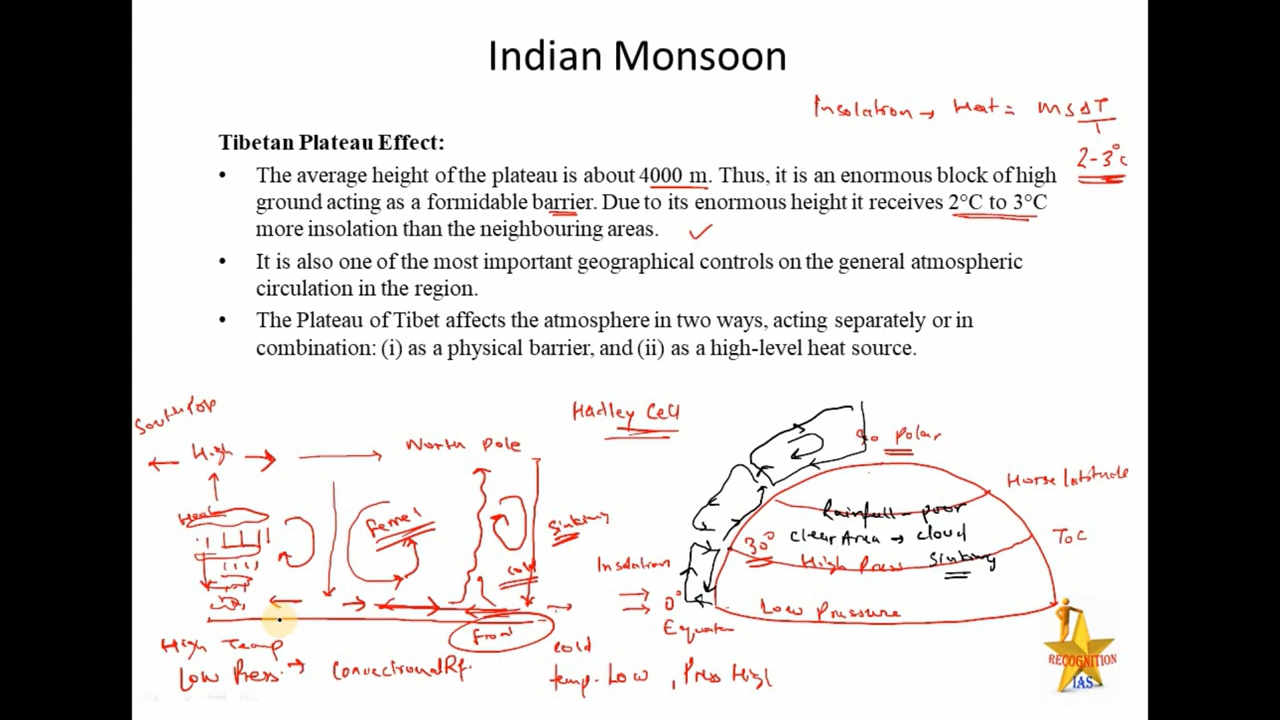 Indian Monsoon
Insolation → Heat = msΔT
T
2-3°c
Tibetan Plateau Effect:
• The average height of the plateau is about 4000 m. Thus, it is an enormous block of high
ground acting as a formidable barrier. Due to its enormous height it receives 2°C to 3°C
more insolation than the neighbouring areas.
• It is also one of the most important geographical controls on the general atmospheric
circulation in the region.
• The Plateau of Tibet affects the atmosphere in two ways, acting separately or in
combination: (i) as a physical barrier, and (ii) as a high-level heat source.
Hadley Cell
High
North pole
90 polar
Horse latitude
Heat
Ferrel
Sinking
cold
Rainfall - poor
clear Area → cloud
30°
High Press
Sinking
Insolation
0°
Low Pressure
Equator
Front
High Temp
Low Press. →
Convectional Rf.
cold
temp. Low , Press High
RECOGNITION
IAS